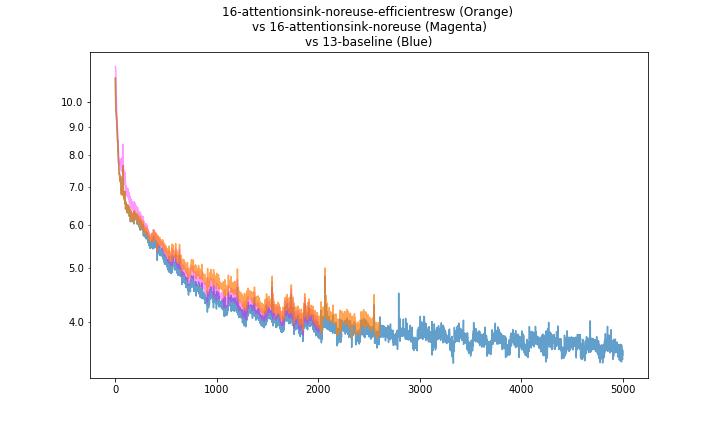 16-attentionsink-noreuse-efficientresw (Orange)
vs 16-attentionsink-noreuse (Magenta)
vs 13-baseline (Blue)
10.0
9.0
8.0
7.0
6.0
5.0
4.0
0 1000 2000 3000 4000 5000